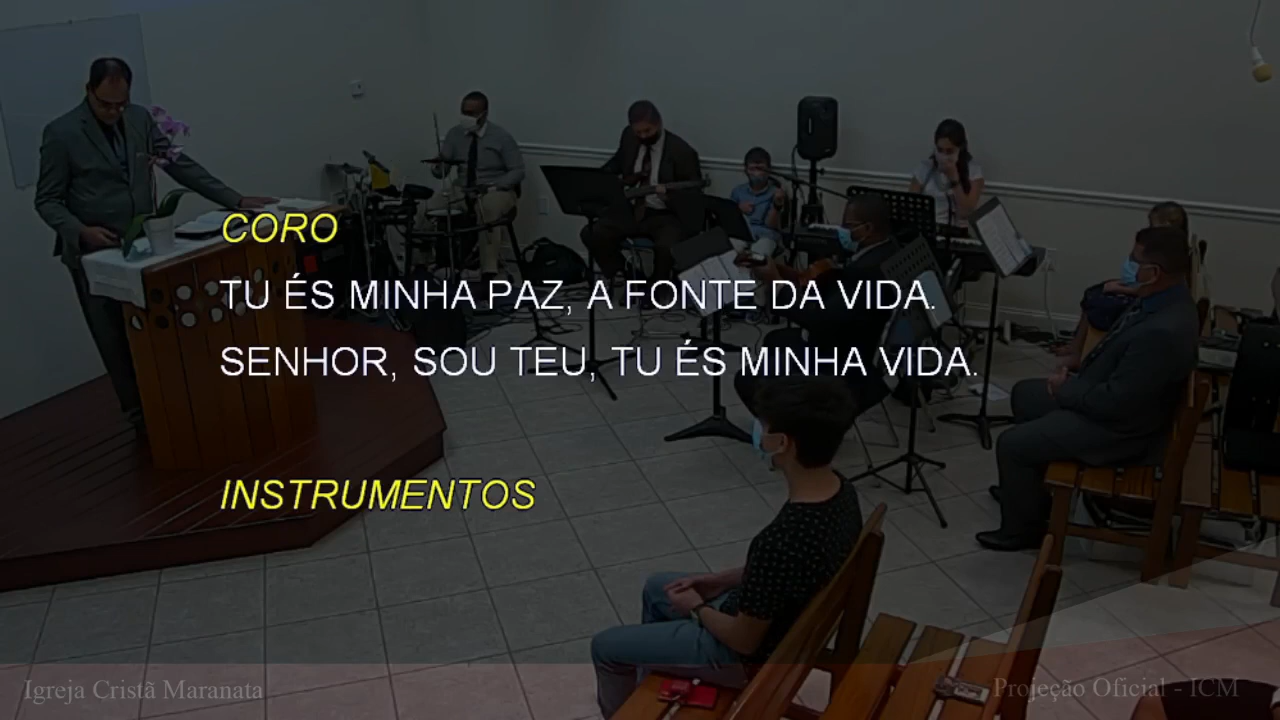 CORO
TU ÉS MINHA PAZ, A FONTE DA VIDA.
SENHOR, SOU TEU, TU ÉS MINHA VIDA.
INSTRUMENTOS
Igreja Cristã Maranata
Projeção Oficial - ICM